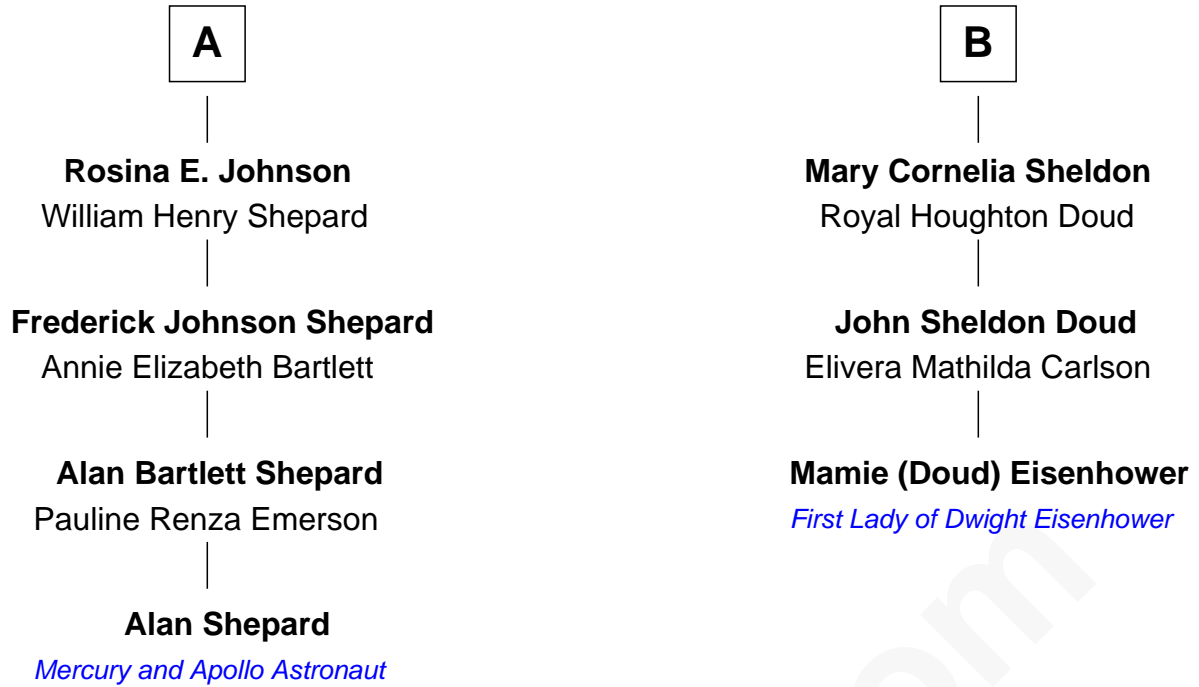 A
Rosina E. Johnson
William Henry Shepard
Frederick Johnson Shepard
Annie Elizabeth Bartlett
Alan Bartlett Shepard
Pauline Renza Emerson
Alan Shepard
Mercury and Apollo Astronaut
B
Mary Cornelia Sheldon
Royal Houghton Doud
John Sheldon Doud
Elivera Mathilda Carlson
Mamie (Doud) Eisenhower
First Lady of Dwight Eisenhower
om